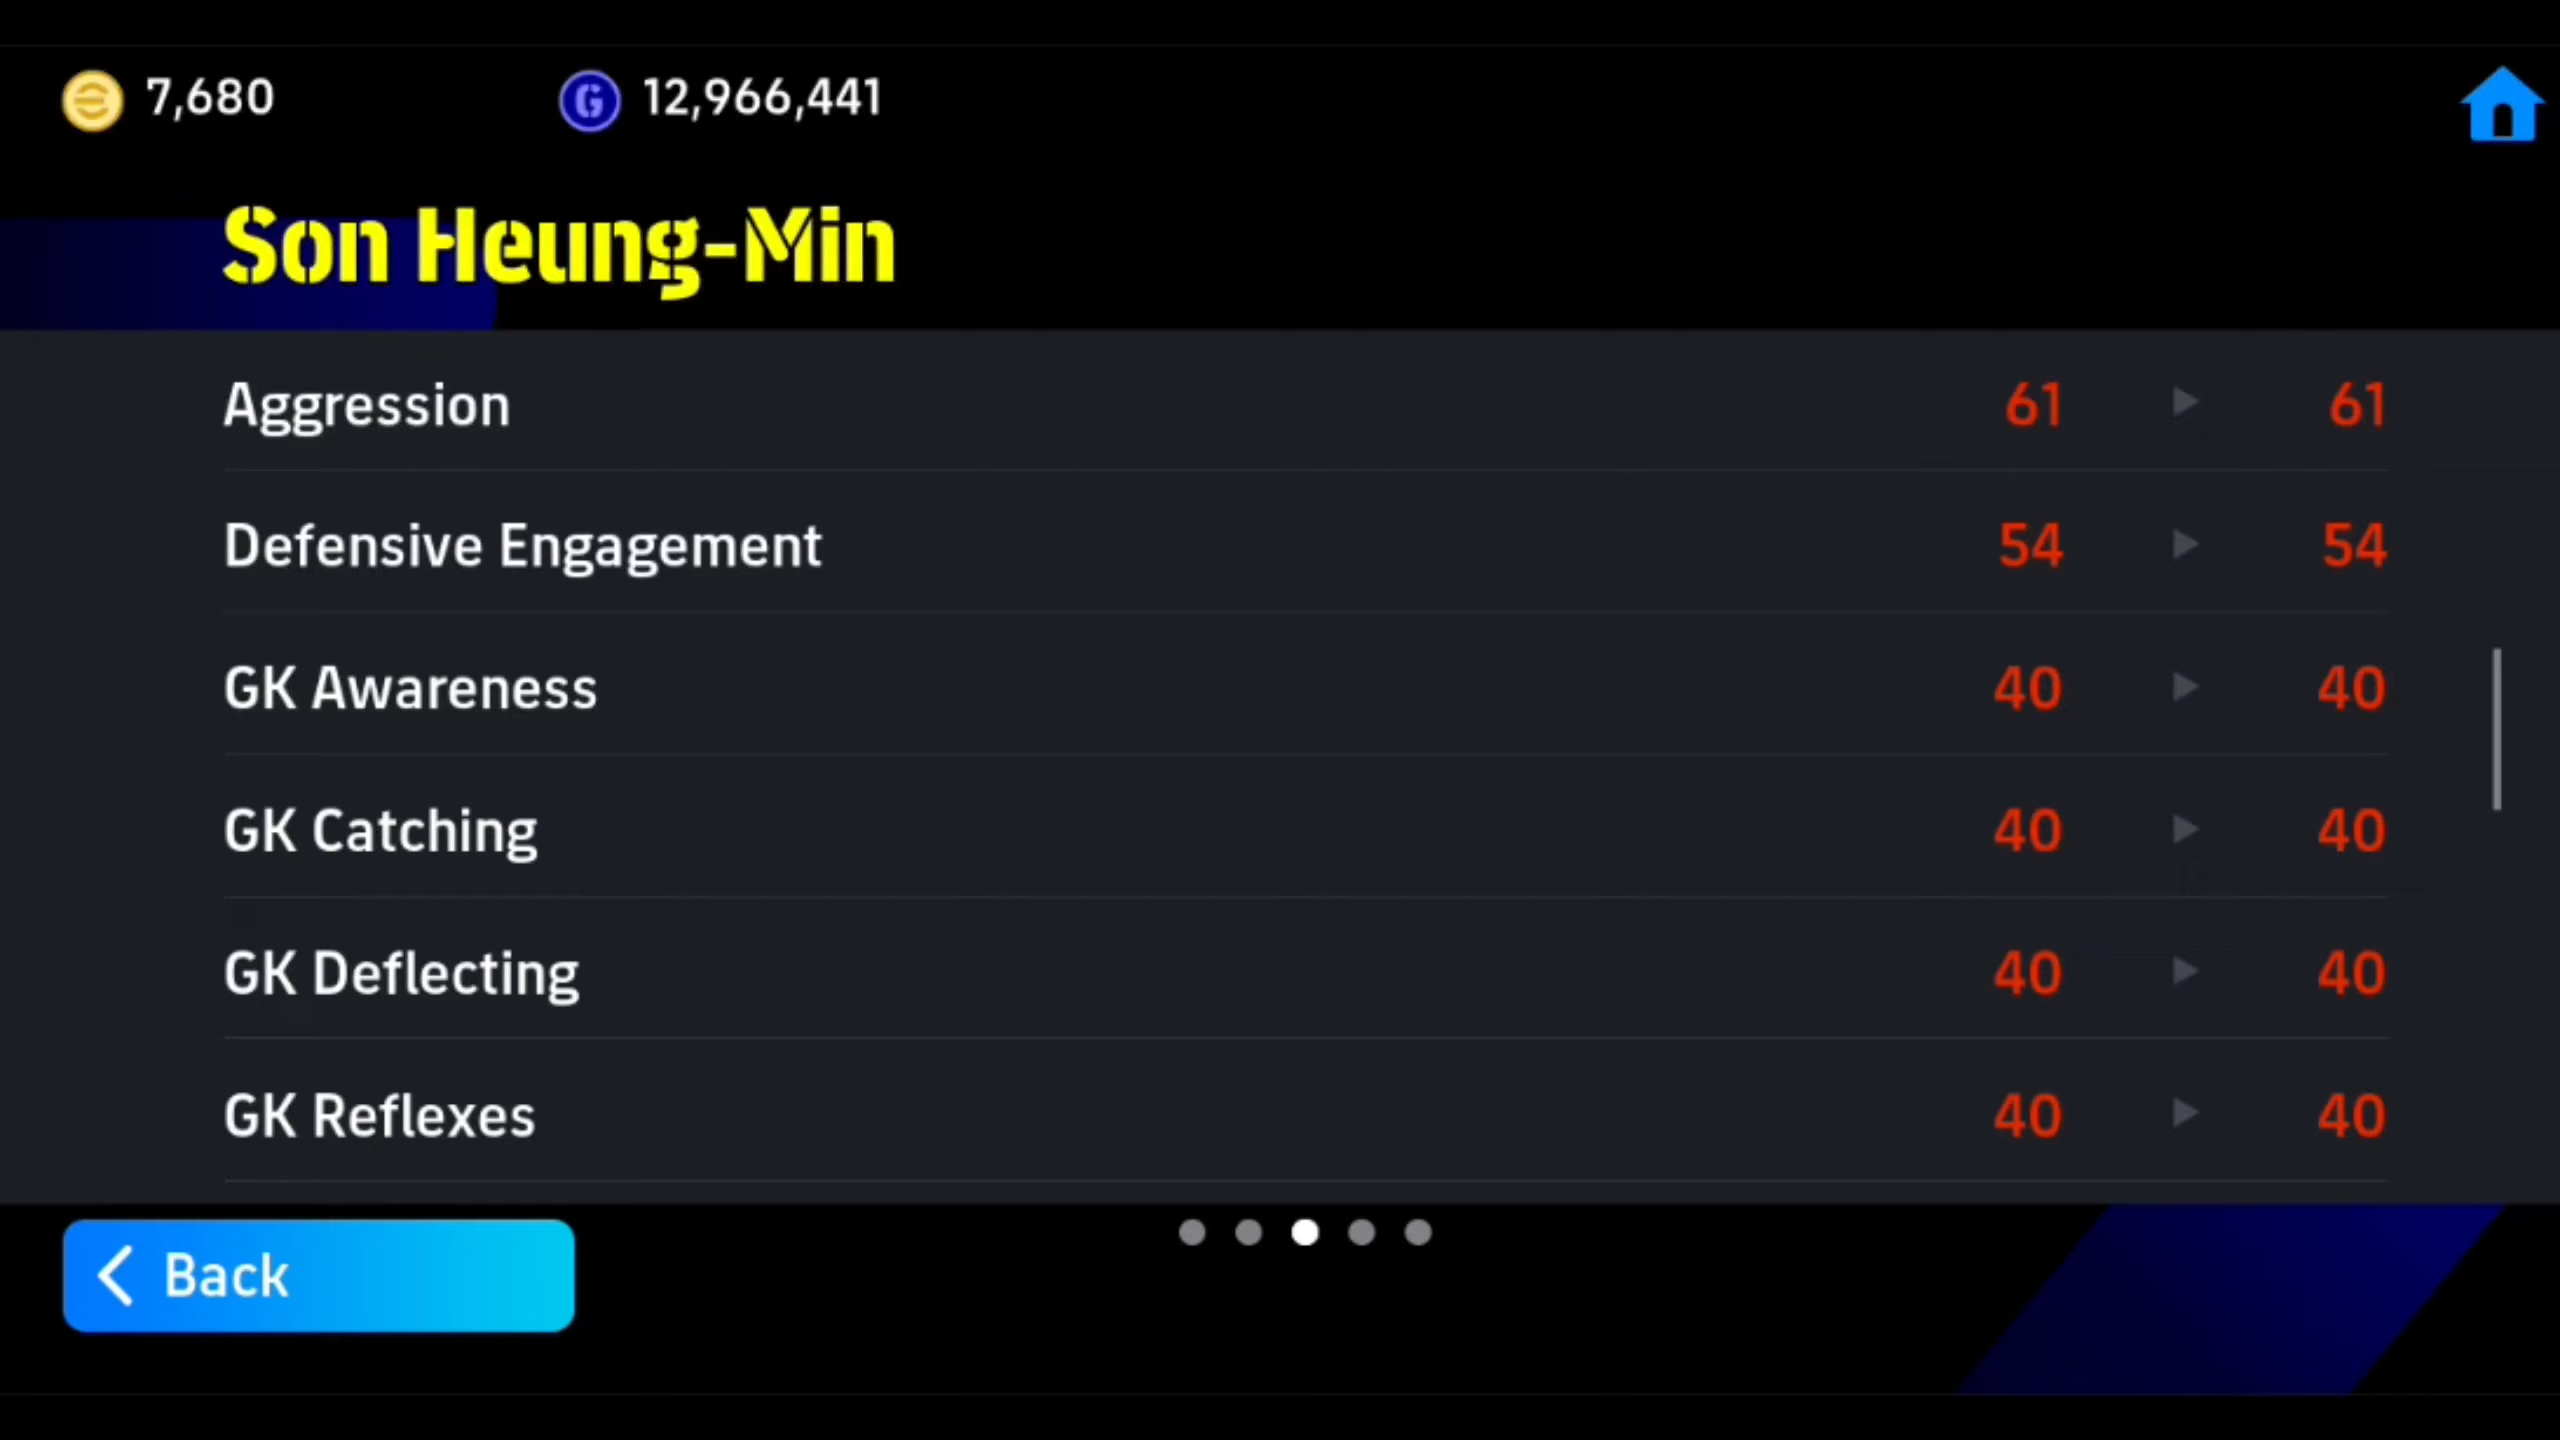 7,680 12,966,441
Son Heung-Min
Aggression 61 61
Defensive Engagement 54 54
GK Awareness 40 40
GK Catching 40 40
GK Deflecting 40 40
GK Reflexes 40 40
Back